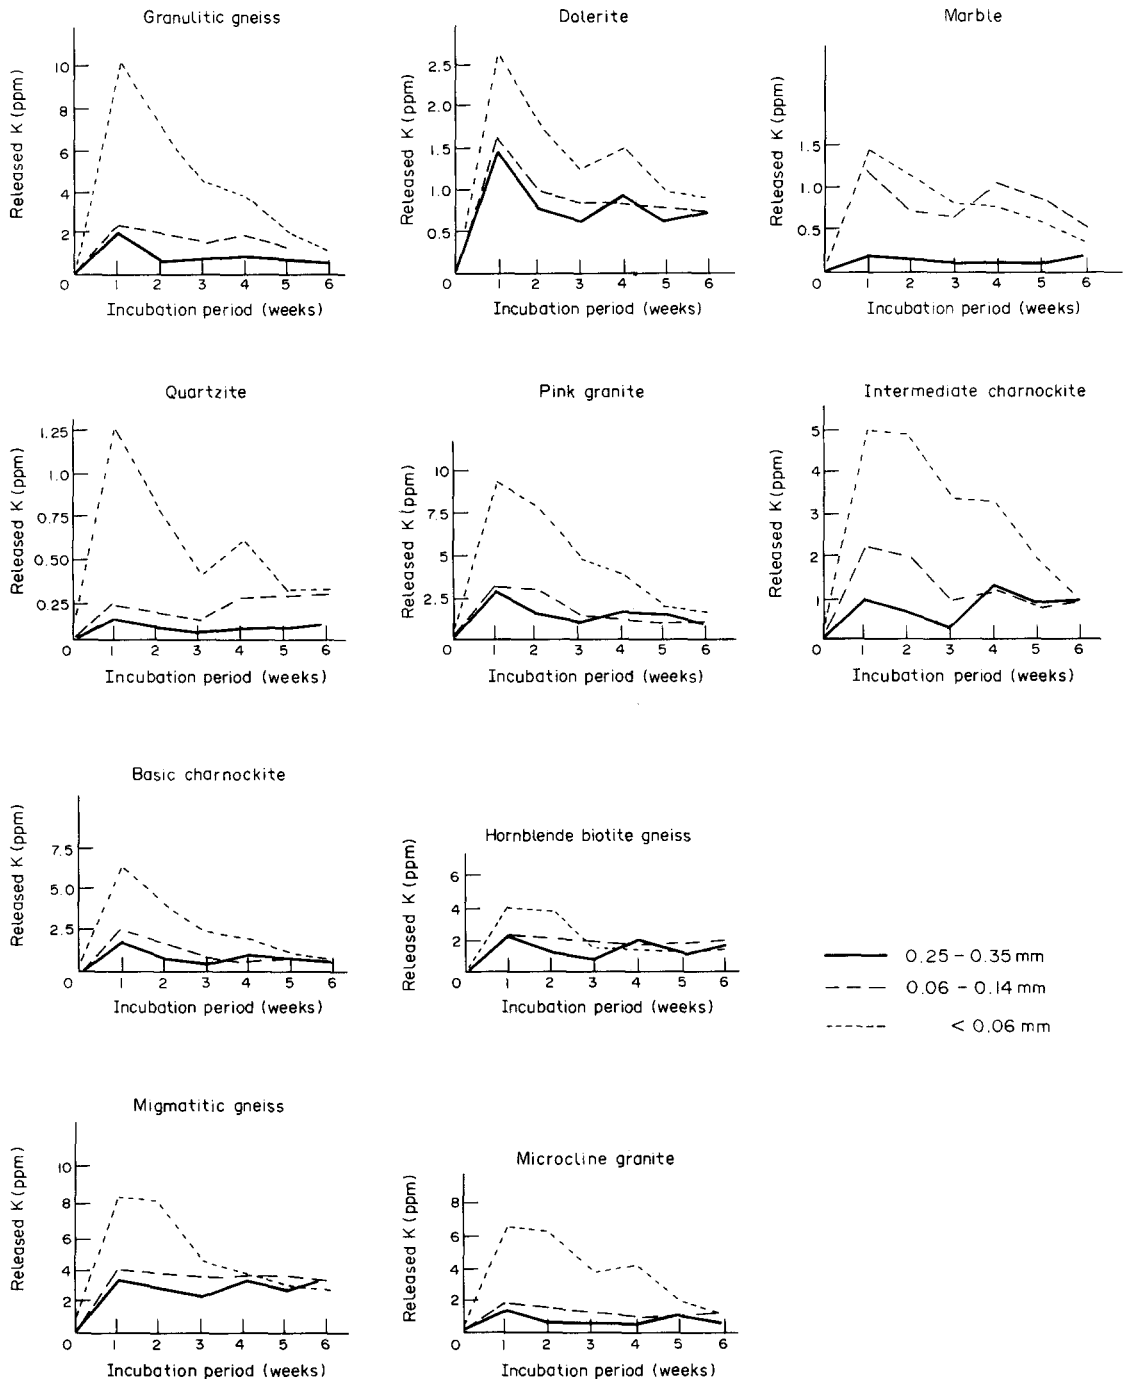 Granulitic gneiss
Released K (ppm)
10
8
6
4
2
0 1 2 3 4 5 6
Incubation period (weeks)
Dolerite
Released K (ppm)
2.5
2.0
1.5
1.0
0.5
0 1 2 3 4 5 6
Incubation period (weeks)
Marble
Released K (ppm)
1.5
1.0
0.5
0 1 2 3 4 5 6
Incubation period (weeks)
Quartzite
Released K (ppm)
1.25
1.0
0.75
0.50
0.25
0 1 2 3 4 5 6
Incubation period (weeks)
Pink granite
Released K (ppm)
10
7.5
5
2.5
0 1 2 3 4 5 6
Incubation period (weeks)
Intermediate charnockite
Released K (ppm)
5
4
3
2
1
0 1 2 3 4 5 6
Incubation period (weeks)
Basic charnockite
Released K (ppm)
7.5
5.0
2.5
0 1 2 3 4 5 6
Incubation period (weeks)
Hornblende biotite gneiss
Released K (ppm)
6
4
2
0 1 2 3 4 5 6
Incubation period (weeks)
0.25 – 0.35 mm
0.06 – 0.14 mm
< 0.06 mm
Migmatitic gneiss
Released K (ppm)
10
8
6
4
2
0 1 2 3 4 5 6
Incubation period (weeks)
Microcline granite
Released K (ppm)
8
6
4
2
0 1 2 3 4 5 6
Incubation period (weeks)